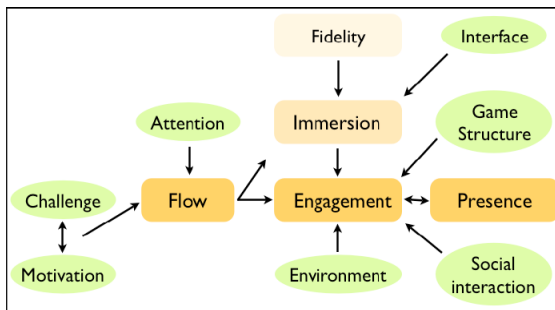 Fidelity
Interface
Attention
Immersion
Game
Structure
Challenge
Flow
Engagement
Presence
Motivation
Environment
Social
interaction